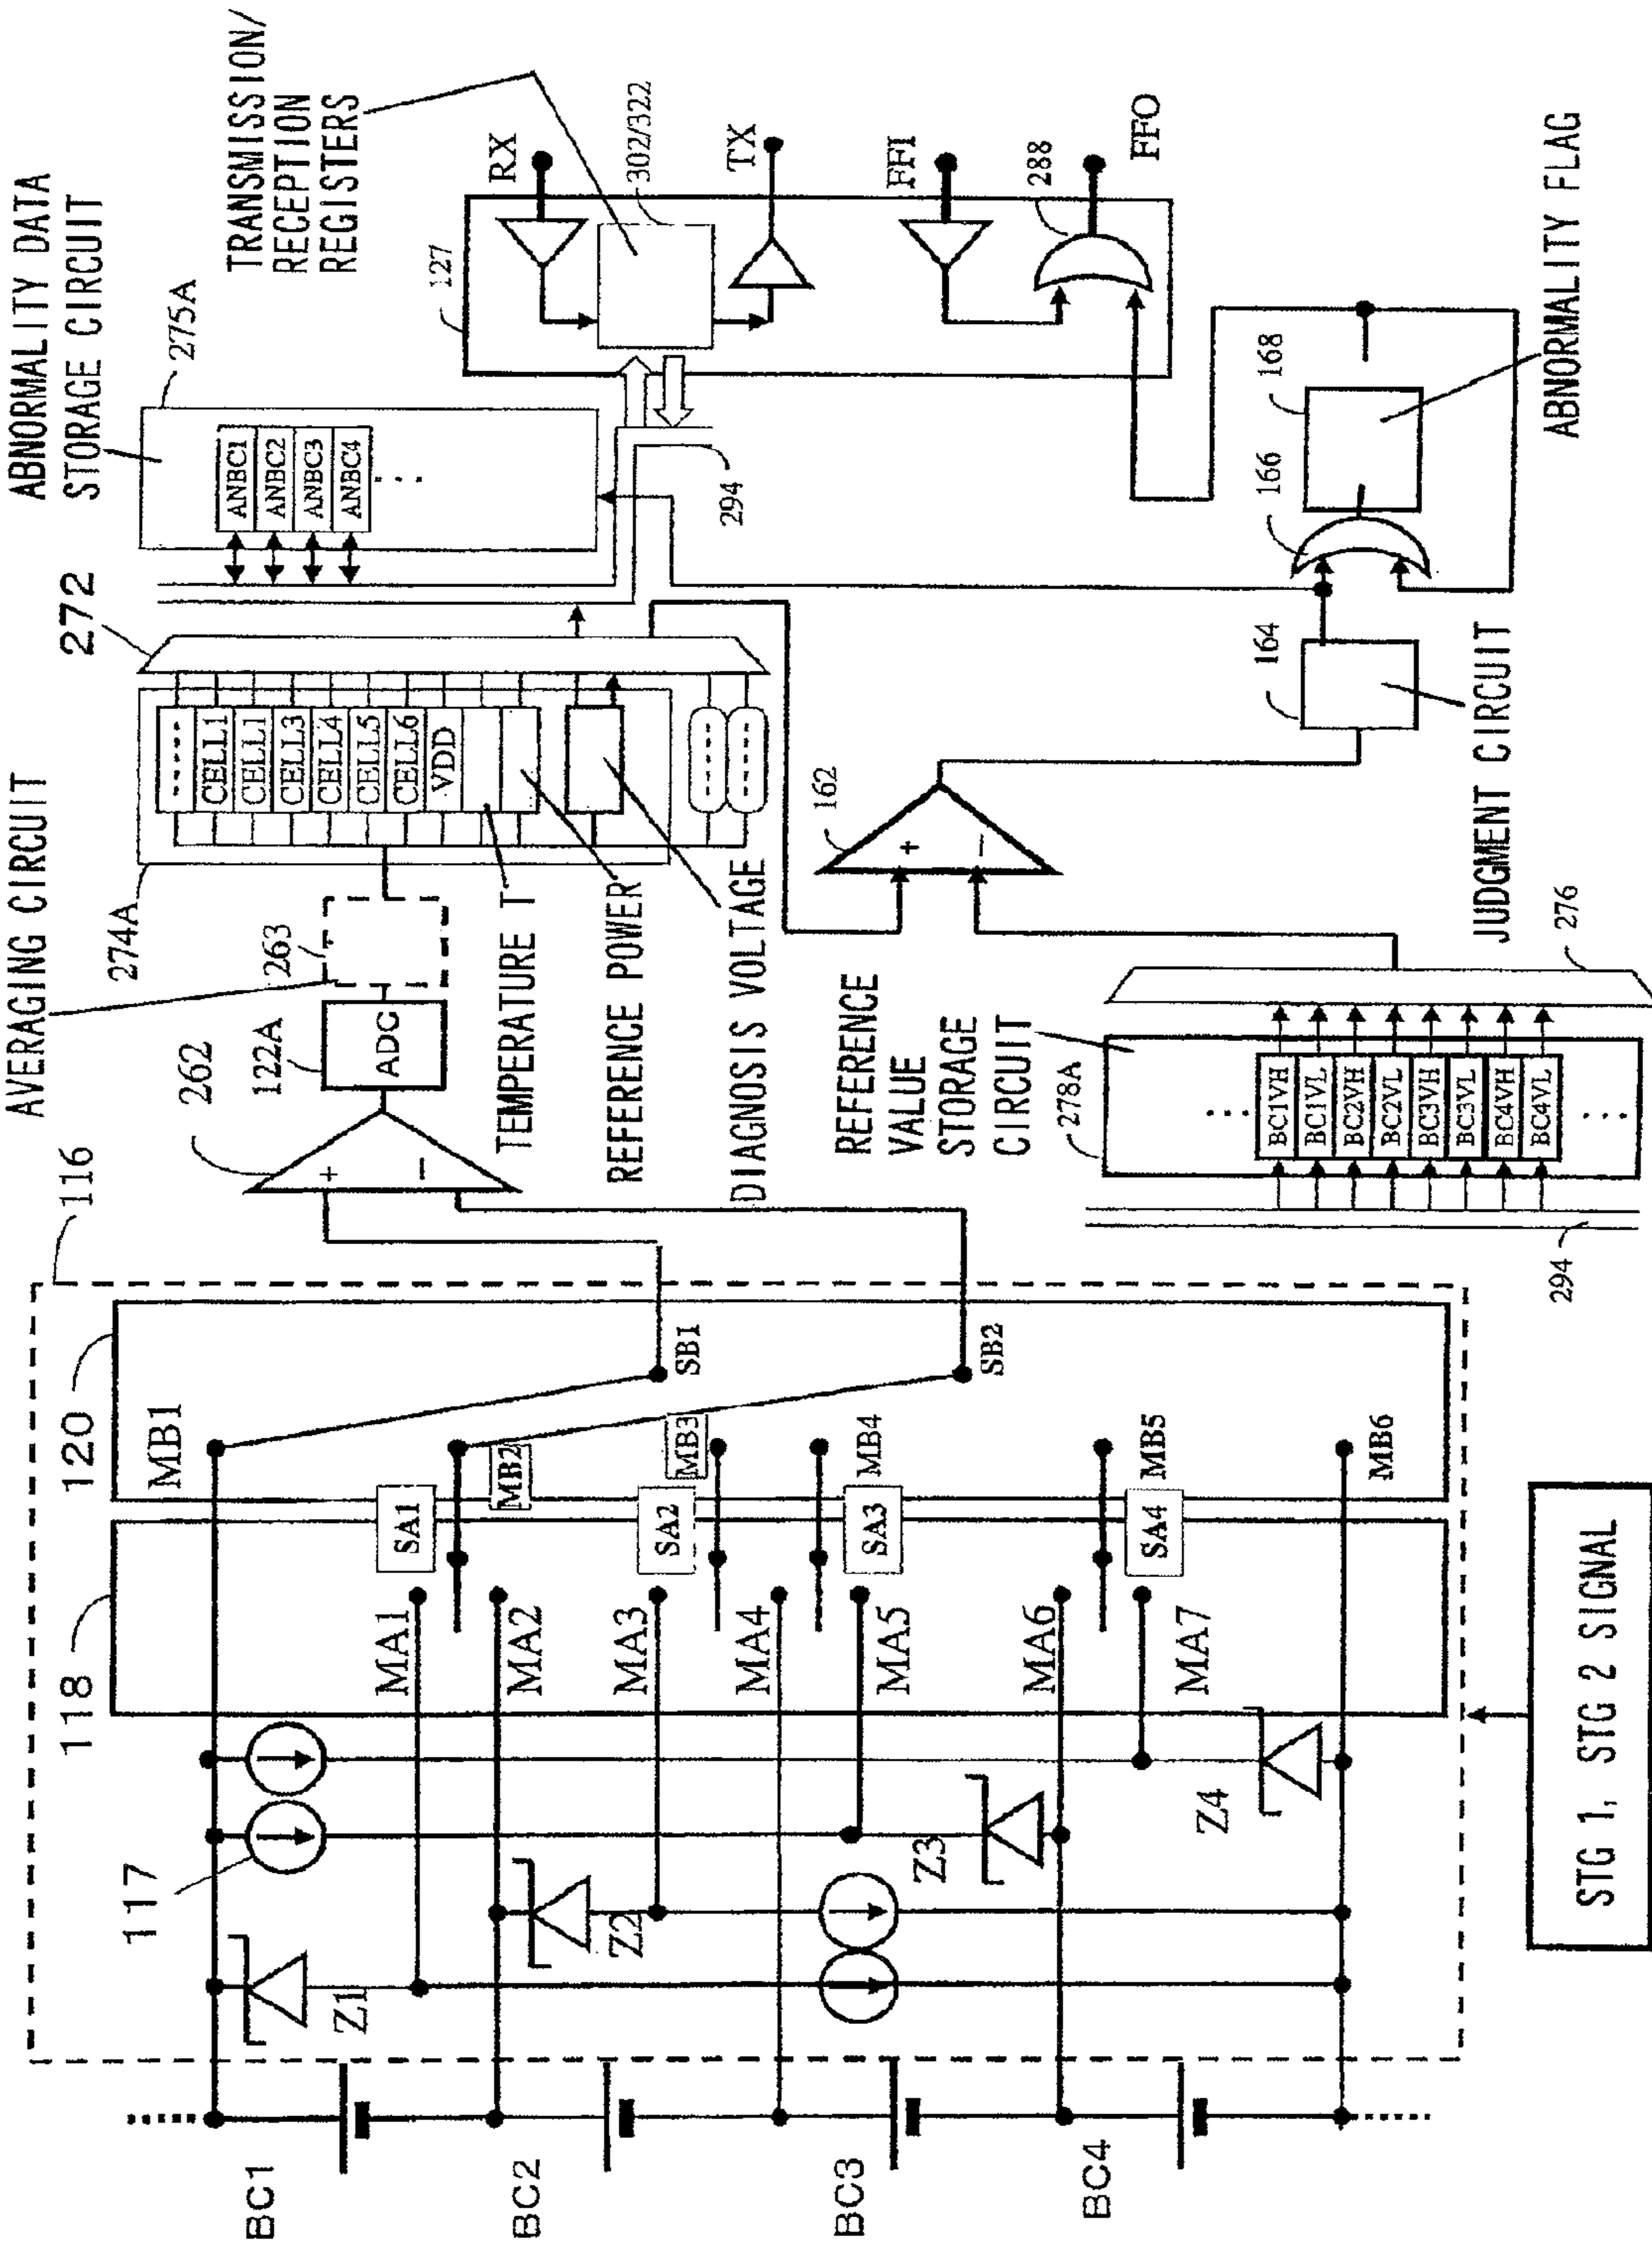 BC1
BC2
BC3
BC4
116
117
118
120
Z1
Z2
Z3
Z4
MA1
MA2
MA3
MA4
MA5
MA6
MA7
SA1
SA2
SA3
SA4
MB1
MB2
MB3
MB4
MB5
MB6
SB1
SB2
STG 1, STG 2 SIGNAL
262
+
−
122A
ADC
AVERAGING CIRCUIT
263
274A
CELL1
CELL1
CELL3
CELL4
CELL5
CELL6
VDD
TEMPERATURE T
REFERENCE POWER
DIAGNOSIS VOLTAGE
272
ABNORMALITY DATA
STORAGE CIRCUIT
275A
ANBC1
ANBC2
ANBC3
ANBC4
294
TRANSMISSION/
RECEPTION
REGISTERS
127
RX
302/322
TX
FFI
288
FFO
REFERENCE
VALUE
STORAGE
CIRCUIT
278A
BC1VH
BC1VL
BC2VH
BC2VL
BC3VH
BC3VL
BC4VH
BC4VL
294
276
162
+
−
164
JUDGMENT CIRCUIT
166
168
ABNORMALITY FLAG